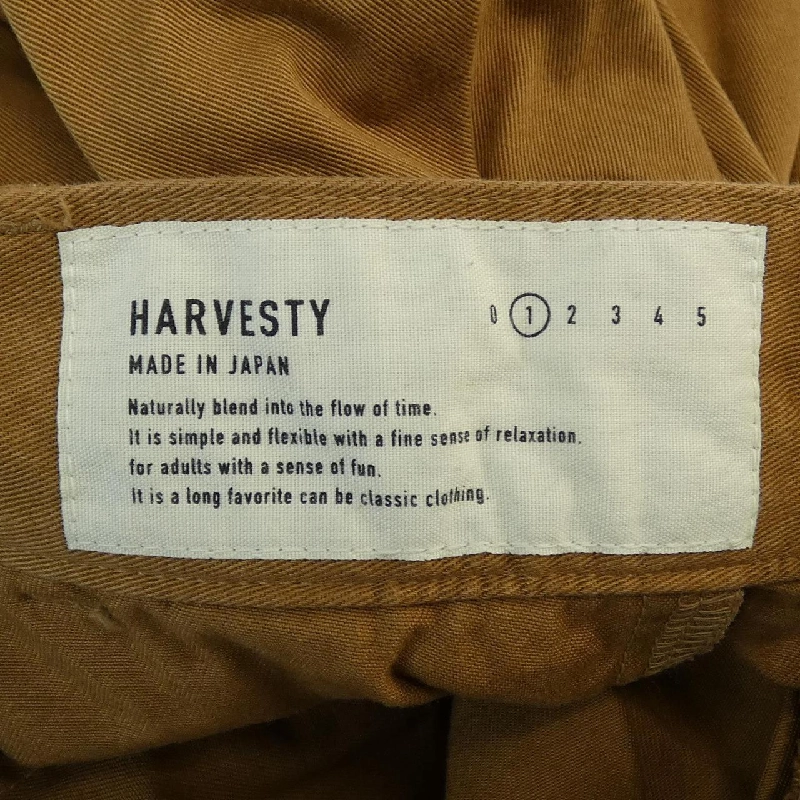 HARVESTY 0 1 2 3 4 5
MADE IN JAPAN
Naturally blend into the flow of time.
It is simple and flexible with a fine sense of relaxation.
for adults with a sense of fun.
It is a long favorite can be classic clothing.